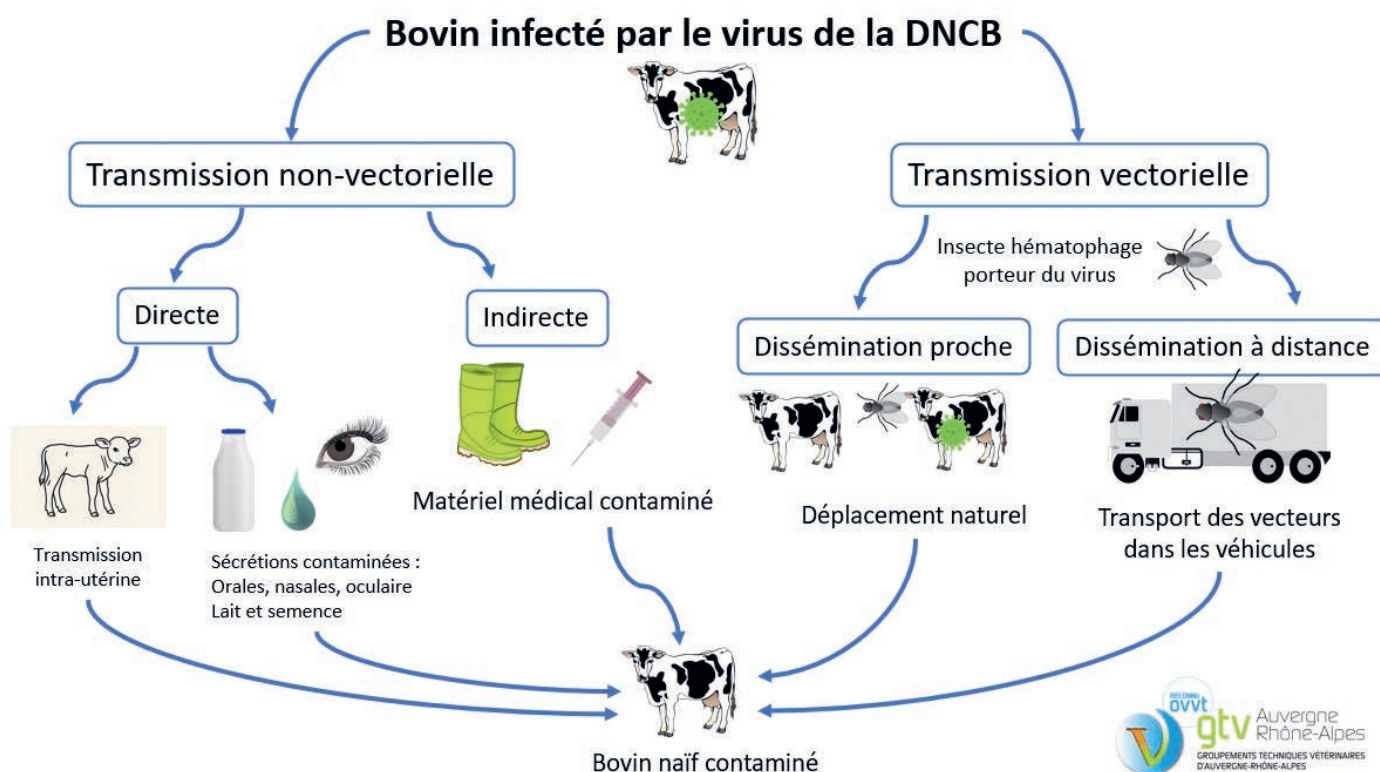 Bovin infecté par le virus de la DNCB
Transmission non-vectorielle
Transmission vectorielle
Insecte hématophage
porteur du virus
Directe
Indirecte
Dissémination proche
Dissémination à distance
Transmission
intra-utérine
Sécrétions contaminées :
Orales, nasales, oculaire
Lait et semence
Matériel médical contaminé
Déplacement naturel
Transport des vecteurs
dans les véhicules
Bovin naïf contaminé
RECONNU
ovvt
gtv Auvergne
Rhône-Alpes
GROUPEMENTS TECHNIQUES VÉTÉRINAIRES
D'AUVERGNE-RHÔNE-ALPES